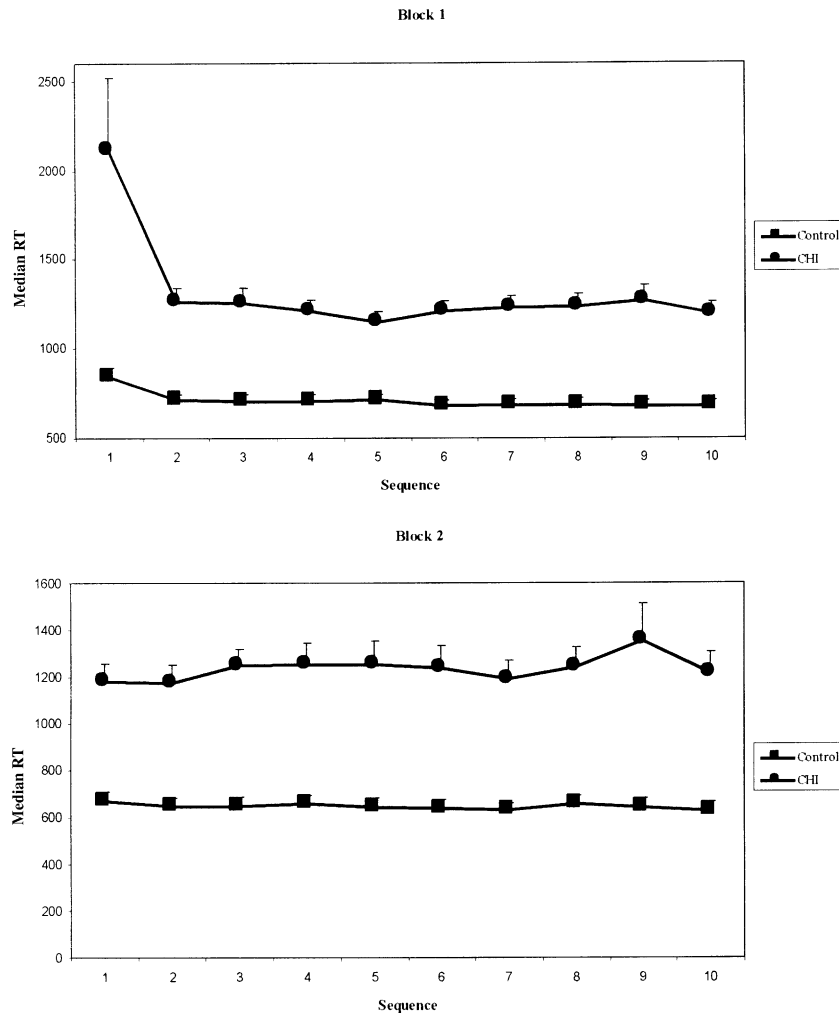 Block 1
2500
2000
1500
1000
500
Median RT
1 2 3 4 5 6 7 8 9 10
Sequence
Control
CHI
Block 2
1600
1400
1200
1000
800
600
400
200
0
Median RT
1 2 3 4 5 6 7 8 9 10
Sequence
Control
CHI